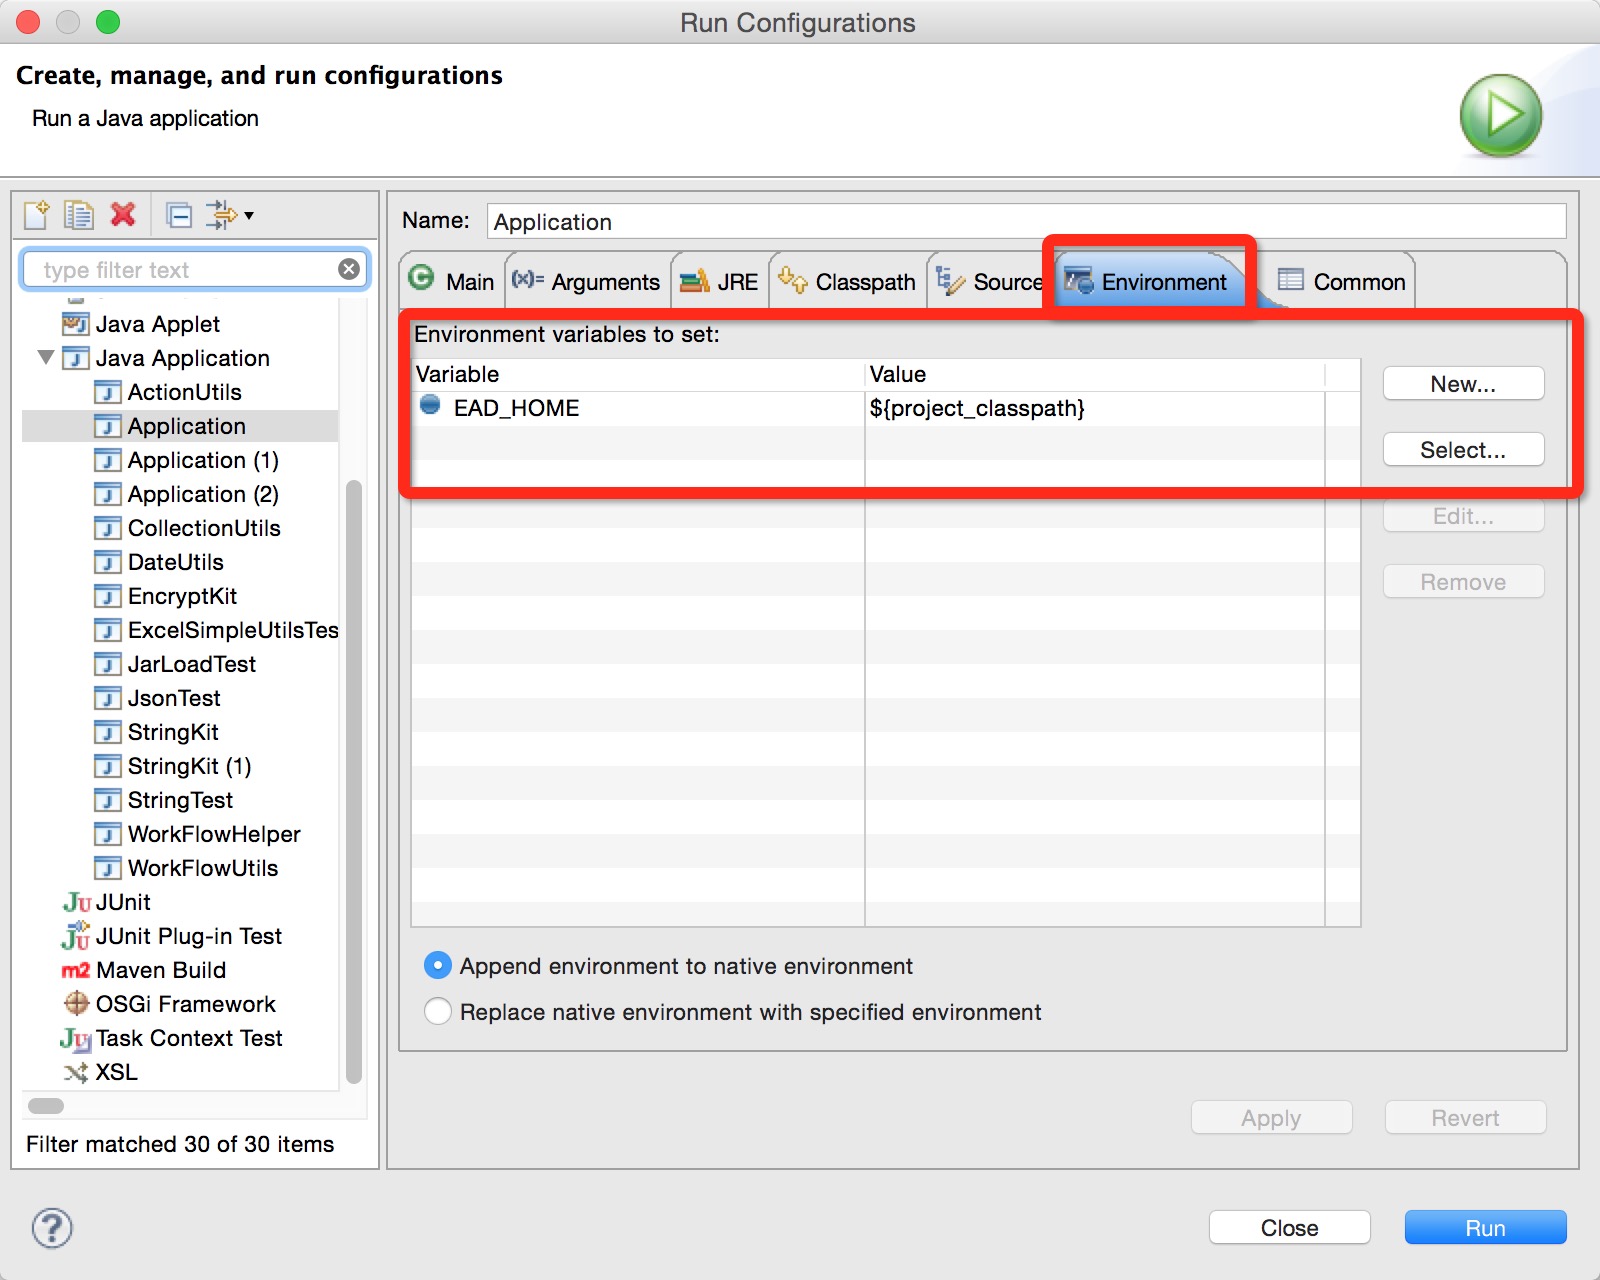 Run Configurations
Create, manage, and run configurations
Run a Java application
type filter text
Java Applet
Java Application
ActionUtils
Application
Application (1)
Application (2)
CollectionUtils
DateUtils
EncryptKit
ExcelSimpleUtilsTes
JarLoadTest
JsonTest
StringKit
StringKit (1)
StringTest
WorkFlowHelper
WorkFlowUtils
JUnit
JUnit Plug-in Test
m2 Maven Build
OSGi Framework
Task Context Test
XSL
Filter matched 30 of 30 items
Name: Application
Main (x)= Arguments JRE Classpath Source Environment Common
Environment variables to set:
Variable Value
EAD_HOME ${project_classpath}
New...
Select...
Edit...
Remove
Append environment to native environment
Replace native environment with specified environment
Apply Revert
? Close Run